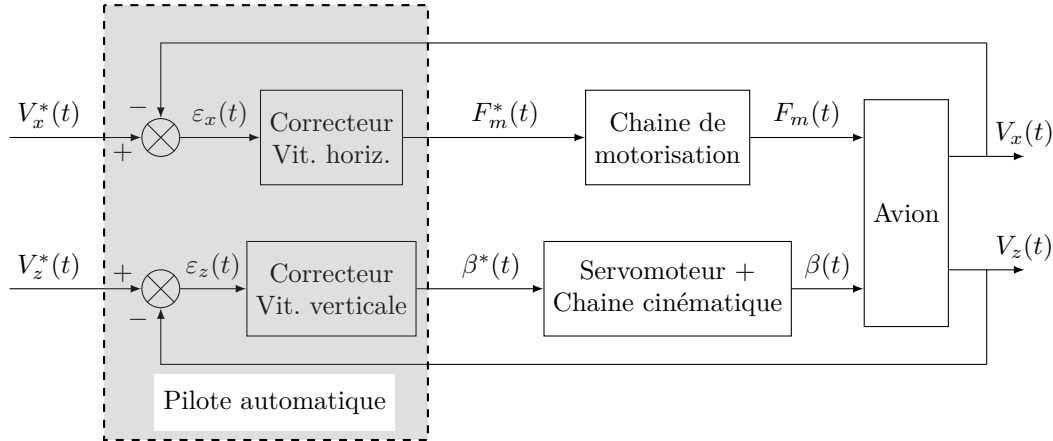 V*x(t)
−
+
εx(t)
Correcteur
Vit. horiz.
F*m(t)
Chaine de
motorisation
Fm(t)
Avion
Vx(t)
V*z(t)
+
−
εz(t)
Correcteur
Vit. verticale
β*(t)
Servomoteur +
Chaine cinématique
β(t)
Vz(t)
Pilote automatique